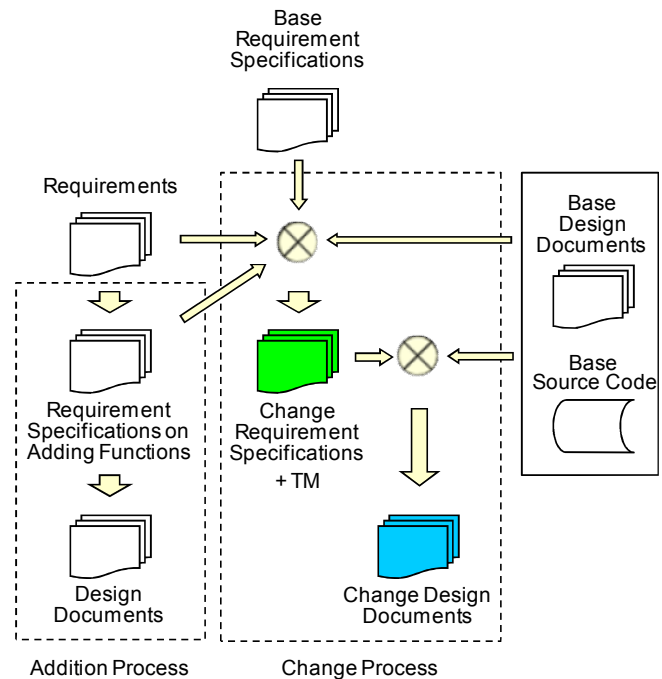 Base
Requirement
Specifications
Requirements
Base
Design
Documents
Base
Source Code
Requirement
Specifications on
Adding Functions
Change
Requirement
Specifications
+ TM
Design
Documents
Change Design
Documents
Addition Process
Change Process